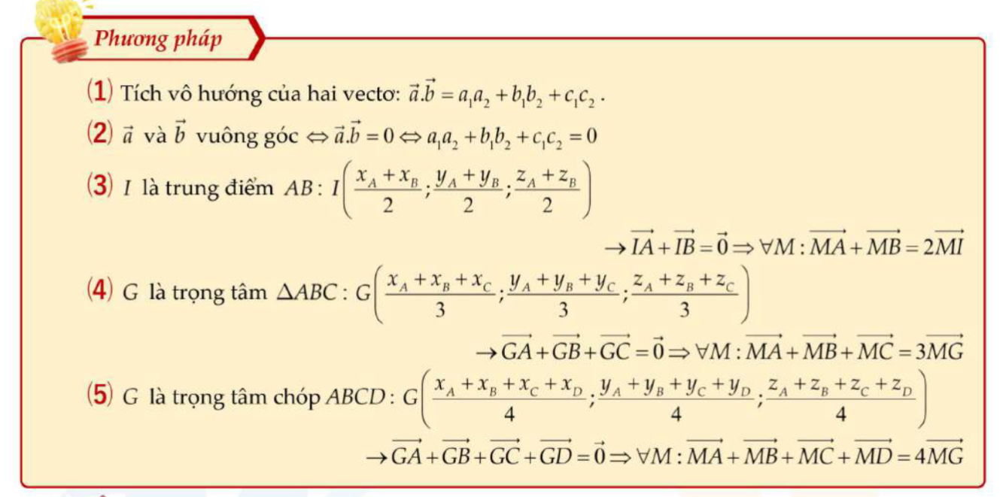 Phương pháp
(1) Tích vô hướng của hai vectơ: $\vec{a}.\vec{b} = a_1a_2 + b_1b_2 + c_1c_2$.
(2) $\vec{a}$ và $\vec{b}$ vuông góc $\Leftrightarrow \vec{a}.\vec{b} = 0 \Leftrightarrow a_1a_2 + b_1b_2 + c_1c_2 = 0$
(3) $I$ là trung điểm $AB: I\left(\frac{x_A + x_B}{2}; \frac{y_A + y_B}{2}; \frac{z_A + z_B}{2}\right)$
$\rightarrow \overrightarrow{IA} + \overrightarrow{IB} = \vec{0} \Rightarrow \forall M: \overrightarrow{MA} + \overrightarrow{MB} = 2\overrightarrow{MI}$
(4) $G$ là trọng tâm $\Delta ABC: G\left(\frac{x_A + x_B + x_C}{3}; \frac{y_A + y_B + y_C}{3}; \frac{z_A + z_B + z_C}{3}\right)$
$\rightarrow \overrightarrow{GA} + \overrightarrow{GB} + \overrightarrow{GC} = \vec{0} \Rightarrow \forall M: \overrightarrow{MA} + \overrightarrow{MB} + \overrightarrow{MC} = 3\overrightarrow{MG}$
(5) $G$ là trọng tâm chóp $ABCD: G\left(\frac{x_A + x_B + x_C + x_D}{4}; \frac{y_A + y_B + y_C + y_D}{4}; \frac{z_A + z_B + z_C + z_D}{4}\right)$
$\rightarrow \overrightarrow{GA} + \overrightarrow{GB} + \overrightarrow{GC} + \overrightarrow{GD} = \vec{0} \Rightarrow \forall M: \overrightarrow{MA} + \overrightarrow{MB} + \overrightarrow{MC} + \overrightarrow{MD} = 4\overrightarrow{MG}$